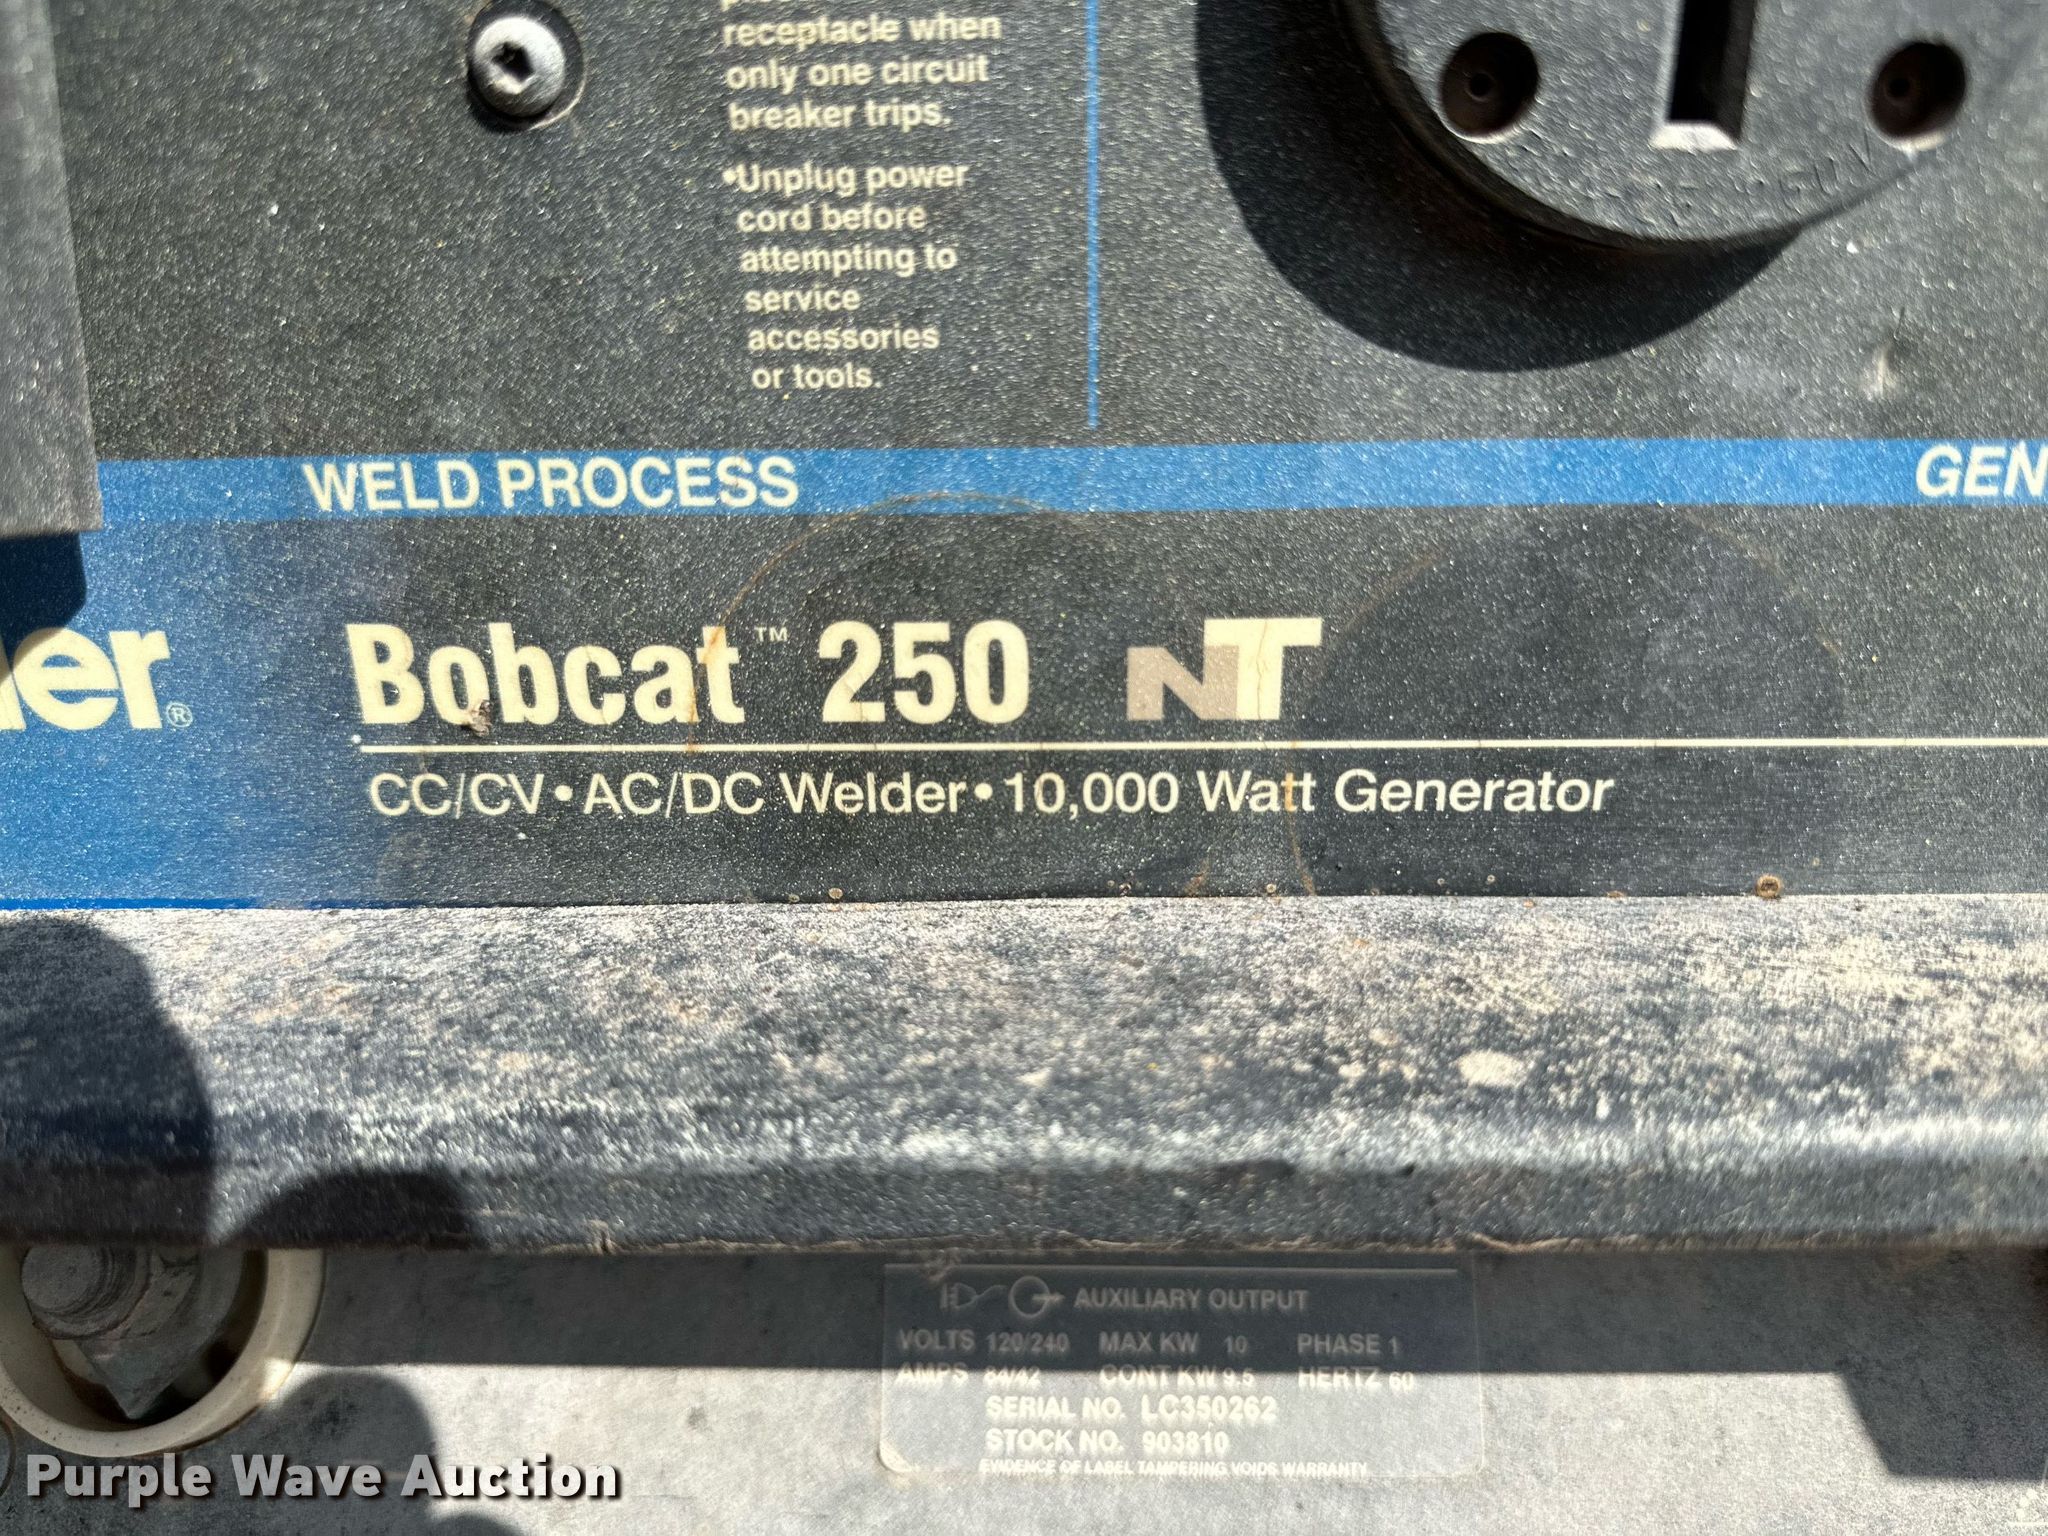 receptacle when
only one circuit
breaker trips.
•Unplug power
cord before
attempting to
service
accessories
or tools.
WELD PROCESS
GEN
ler®
Bobcat™ 250 NT
CC/CV • AC/DC Welder • 10,000 Watt Generator
AUXILIARY OUTPUT
VOLTS 120/240 MAX KW 10 PHASE 1
AMPS 84/42 CONT KW 9.5 HERTZ 60
SERIAL NO. LC350262
STOCK NO. 903810
EVIDENCE OF LABEL TAMPERING VOIDS WARRANTY
Purple Wave Auction